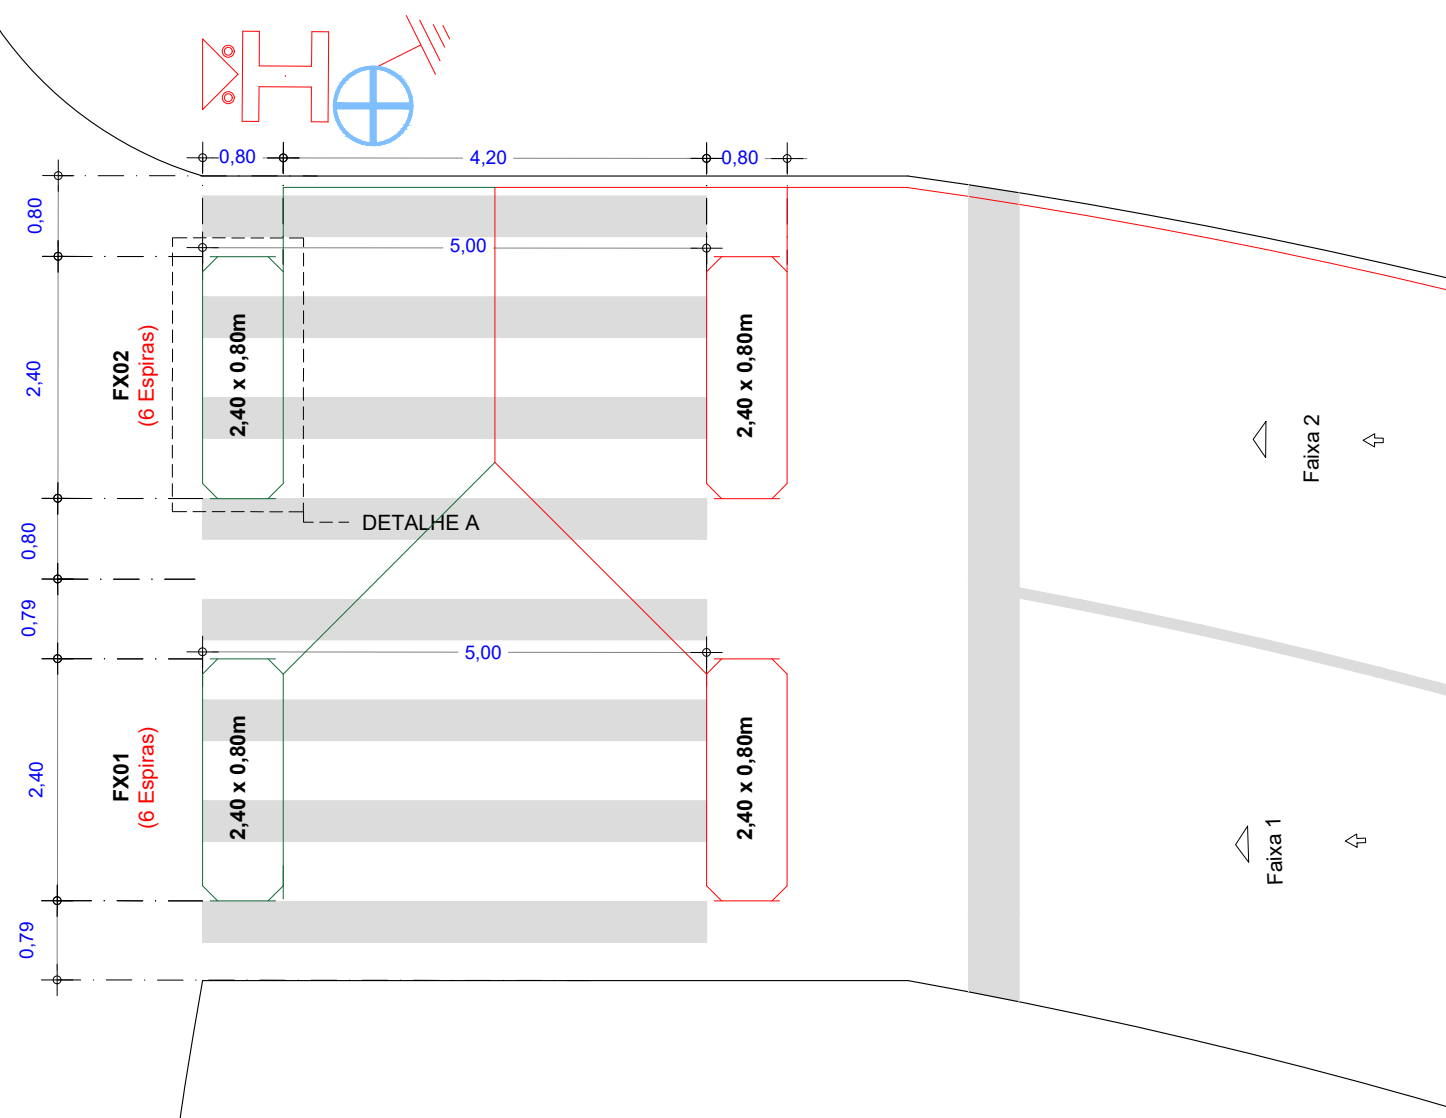 0,80
4,20
0,80
0,80
5,00
2,40
FX02
(6 Espiras)
2,40 x 0,80m
2,40 x 0,80m
Faixa 2
DETALHE A
0,80
0,79
5,00
2,40
FX01
(6 Espiras)
2,40 x 0,80m
2,40 x 0,80m
Faixa 1
0,79